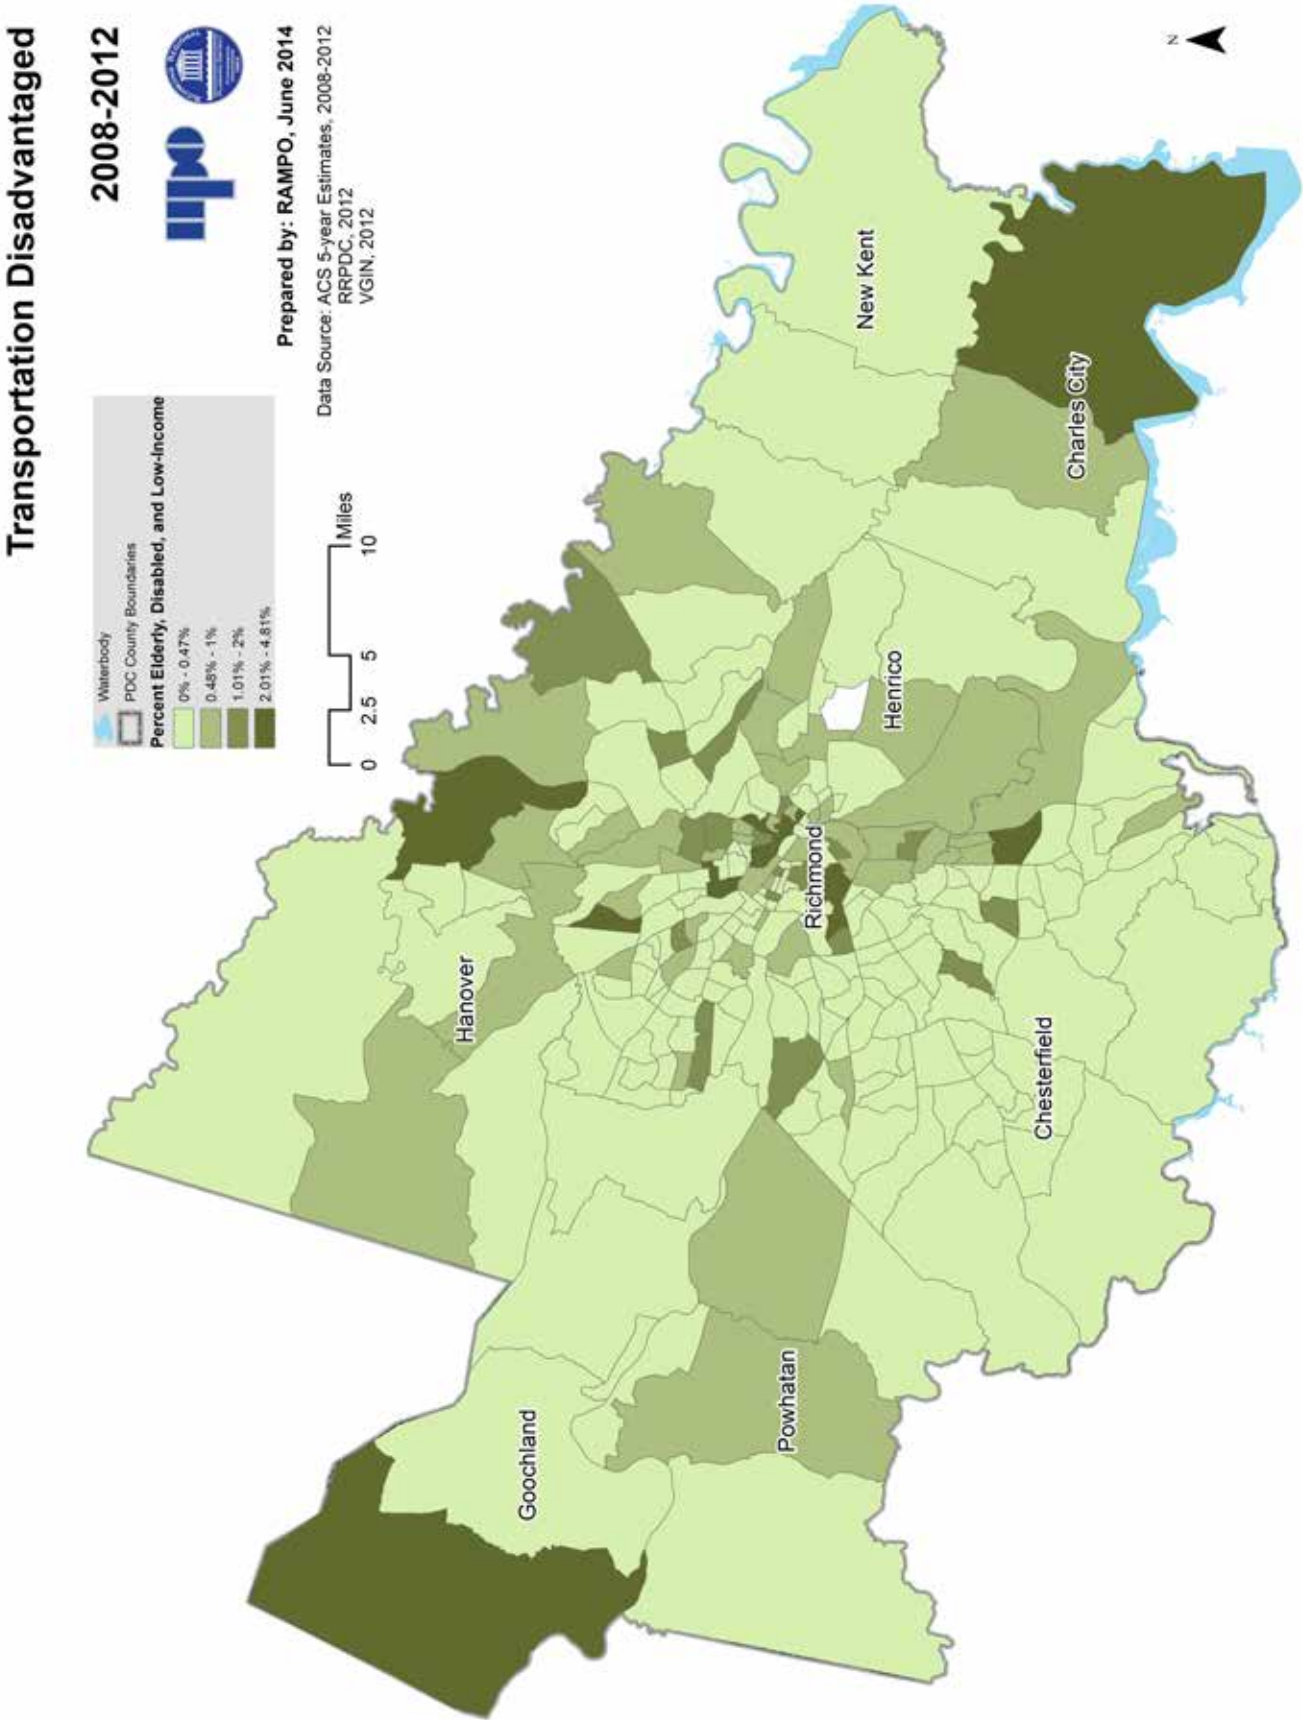 Transportation Disadvantaged
2008-2012
Prepared by: RAMPO, June 2014
Data Source: ACS 5-year Estimates, 2008-2012
RRPDC, 2012
VGIN, 2012
Waterbody
PDC County Boundaries
Percent Elderly, Disabled, and Low-Income
0% - 0.47%
0.48% - 1%
1.01% - 2%
2.01% - 4.81%
0 2.5 5 10
Miles
N
Hanover
Goochland
Powhatan
Richmond
Henrico
New Kent
Charles City
Chesterfield